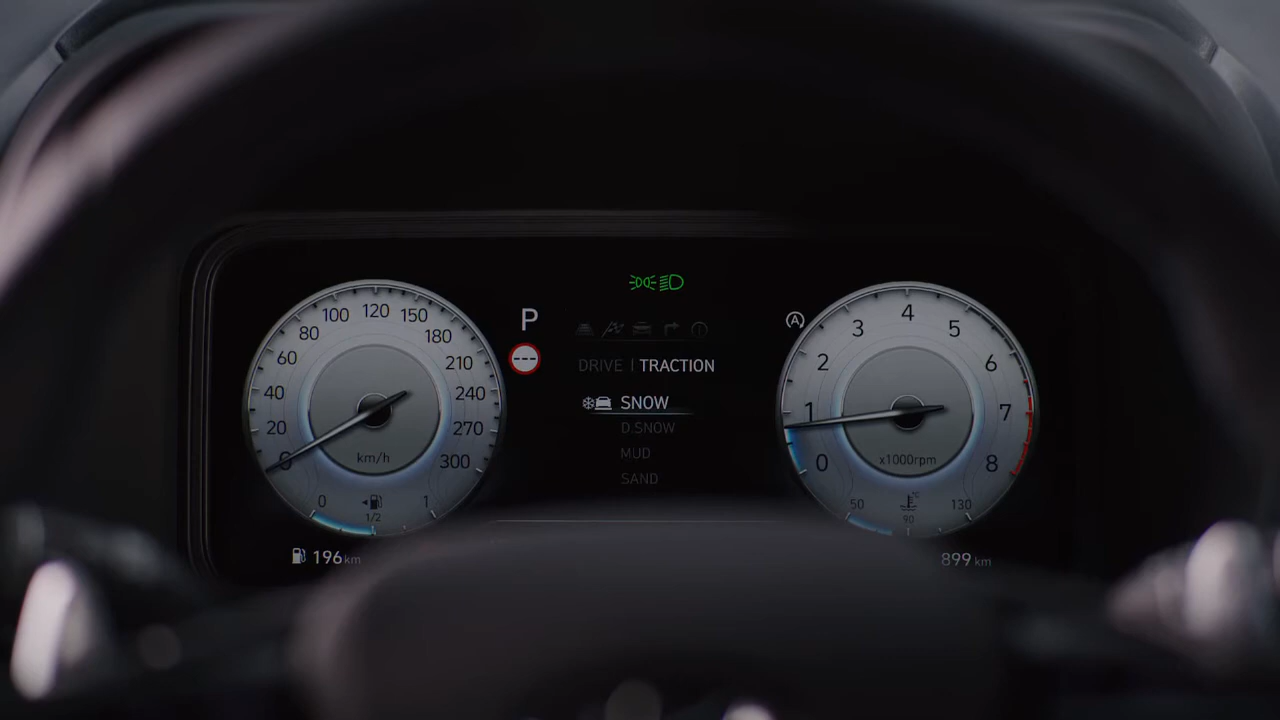 100 120 150
80 180
60 210
40 240
20 270
0 300
km/h
0 1
1/2
196 km
P
DRIVE | TRACTION
SNOW
D.SNOW
MUD
SAND
A
4
3 5
2 6
1 7
0 8
x1000rpm
50 °C 130
90
899 km